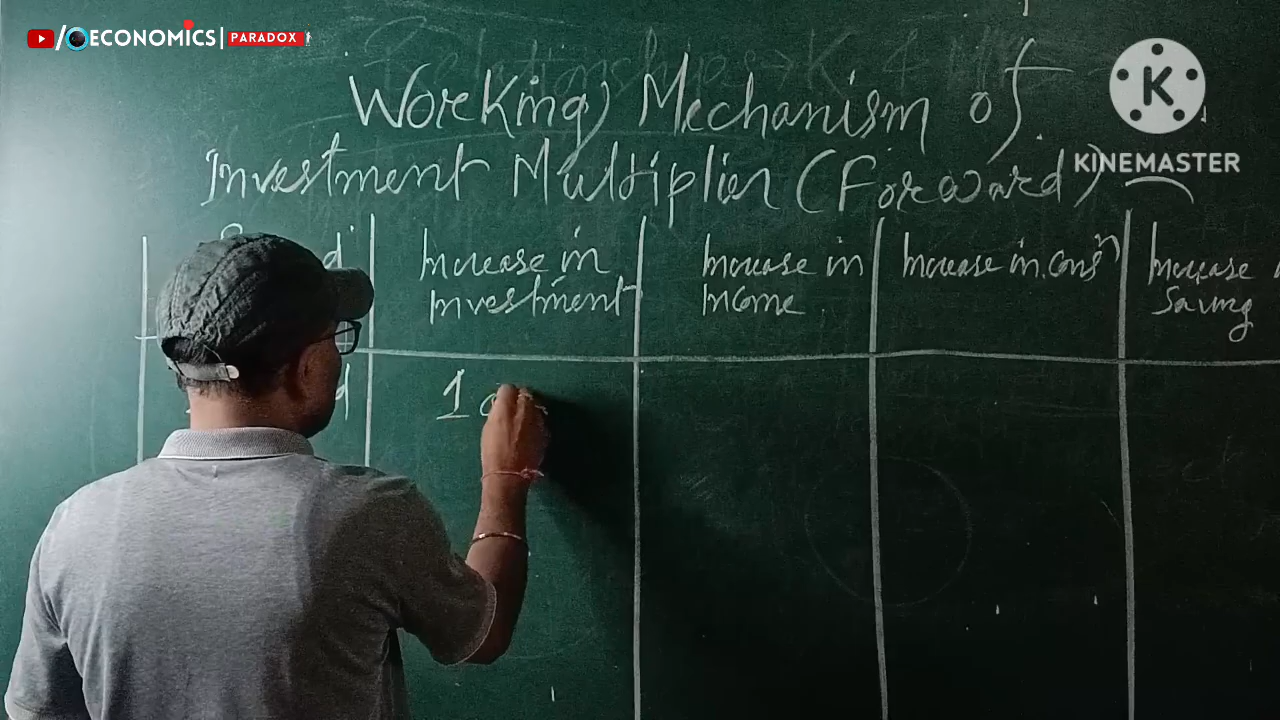 /ECONOMICS|PARADOX
KINEMASTER
Working Mechanism of
Investment Multiplier (Forward)
Increase in
Investment
Increase in
Income
Increase in consⁿ
Increase
Saving
1